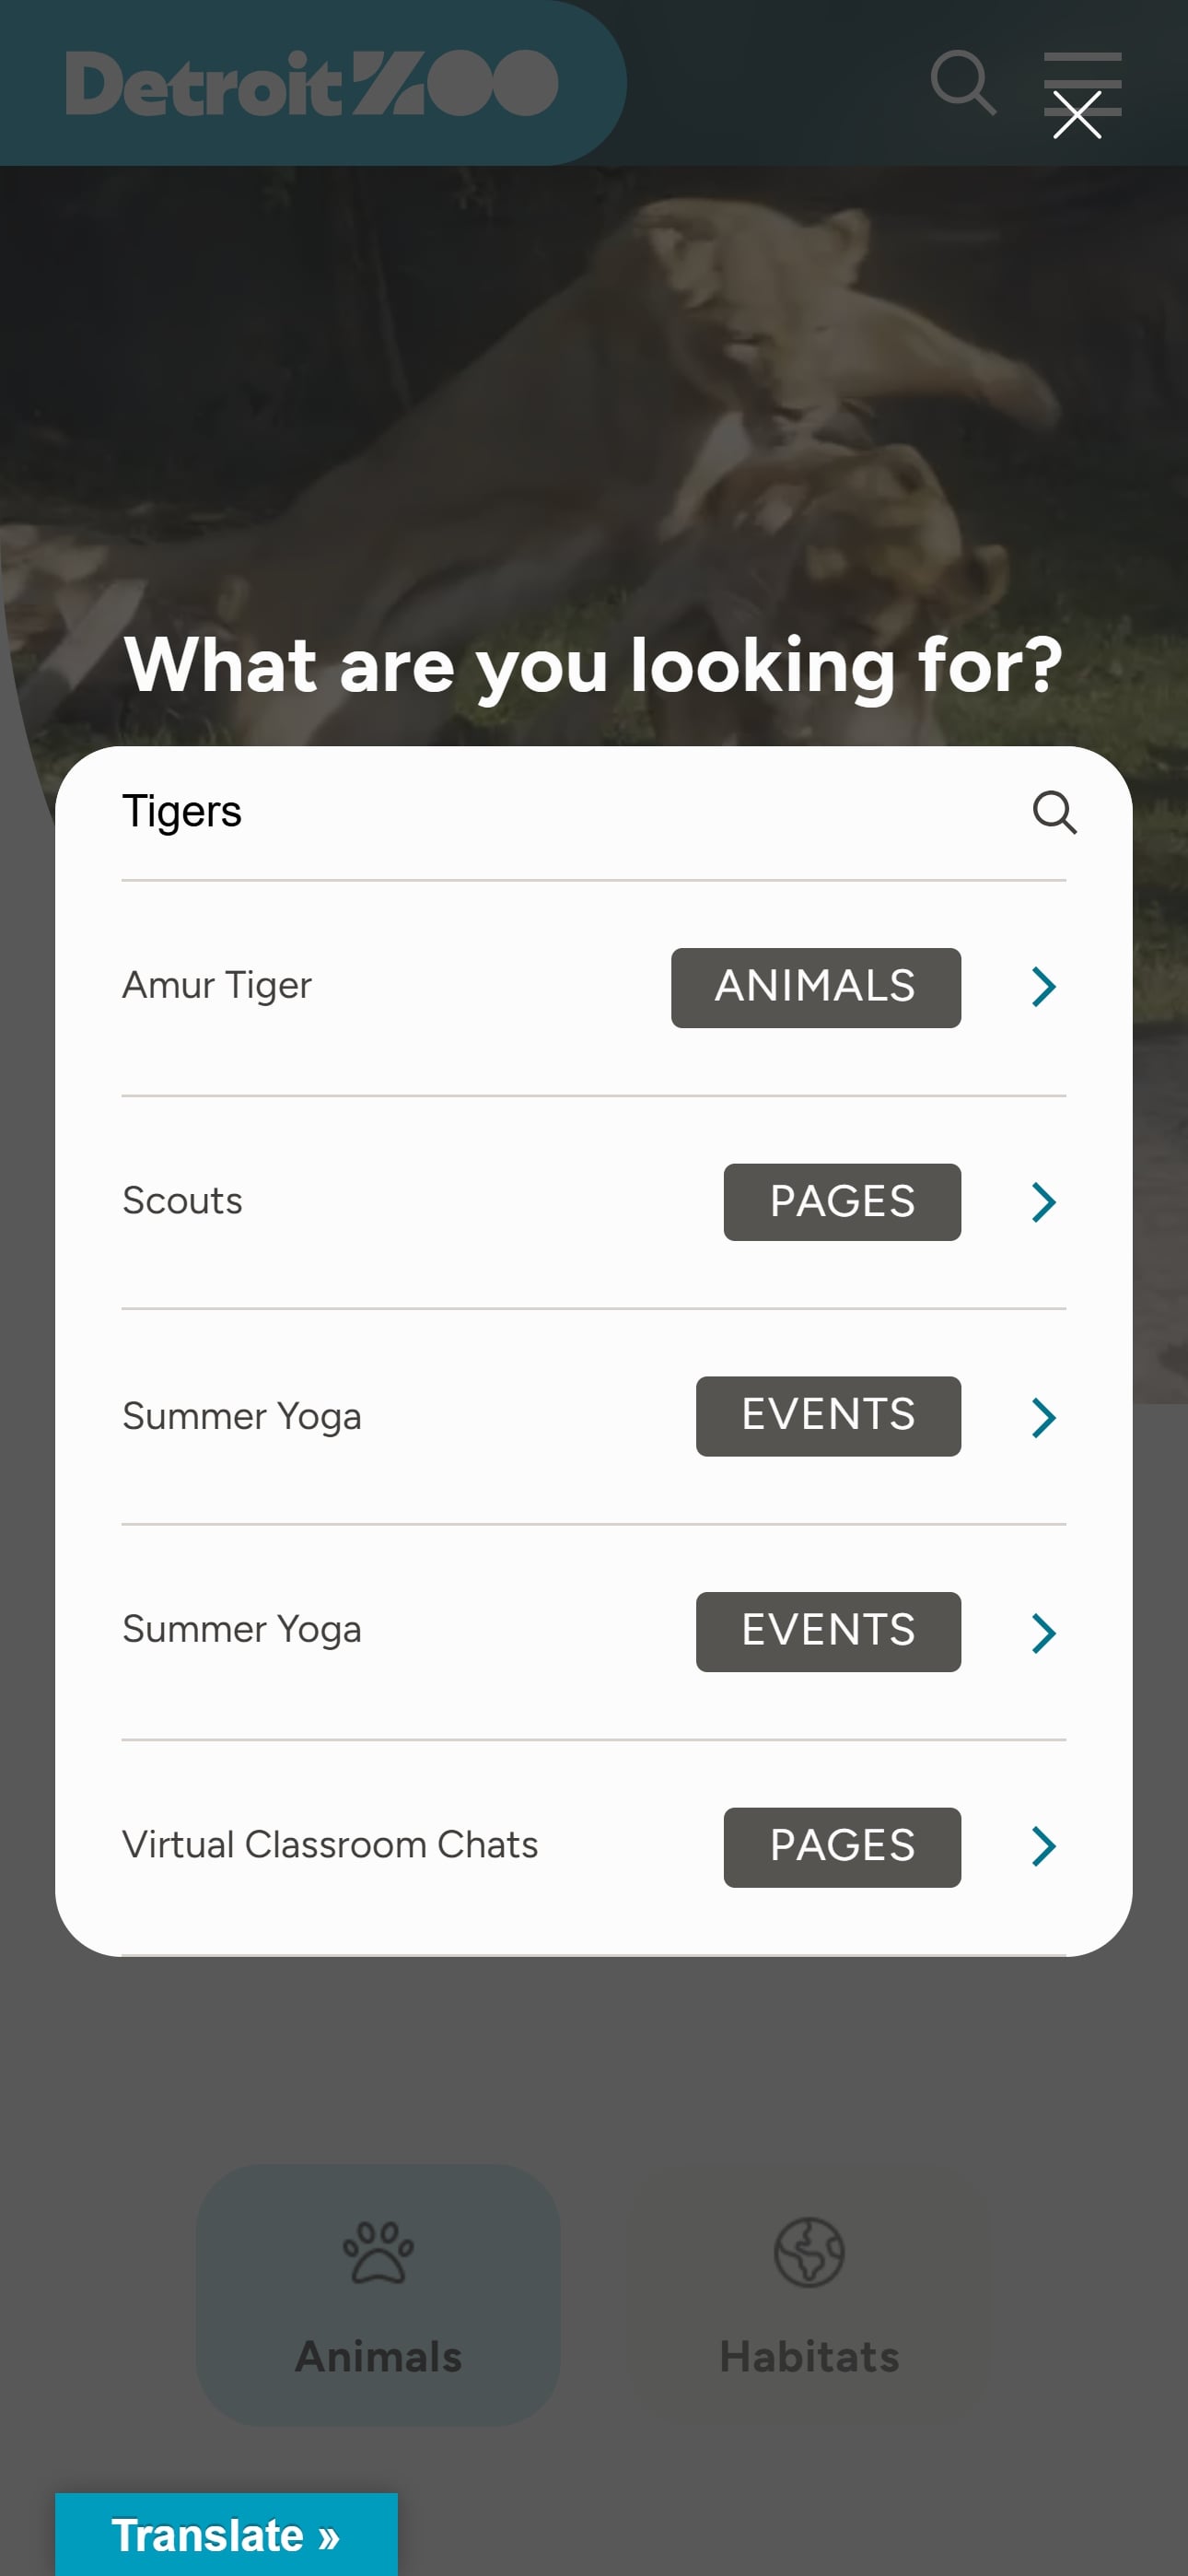 Detroit ZOO
What are you looking for?
Tigers
Amur Tiger ANIMALS
Scouts PAGES
Summer Yoga EVENTS
Summer Yoga EVENTS
Virtual Classroom Chats PAGES
Animals Habitats
Translate »